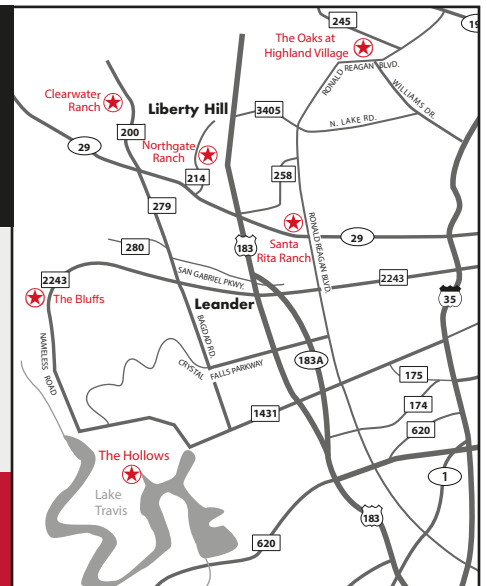 245
19
The Oaks at
Highland Village
RONALD REAGAN BLVD.
WILLIAMS DR.
Clearwater
Ranch
Liberty Hill
3405
N. LAKE RD.
200
29
Northgate
Ranch
214
258
279
Santa
Rita Ranch
RONALD REAGAN BLVD.
29
280
183
SAN GABRIEL PKWY.
2243
2243
The Bluffs
Leander
35
NAMELESS ROAD
BAGDAD RD.
CRYSTAL FALLS PARKWAY
183A
175
174
1431
620
The Hollows
1
Lake
Travis
183
620